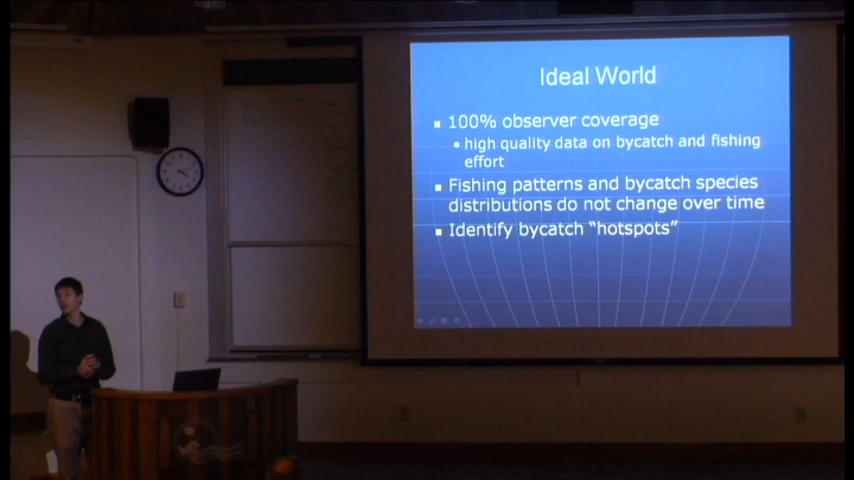 Ideal World
100% observer coverage
high quality data on bycatch and fishing
effort
Fishing patterns and bycatch species
distributions do not change over time
Identify bycatch “hotspots”